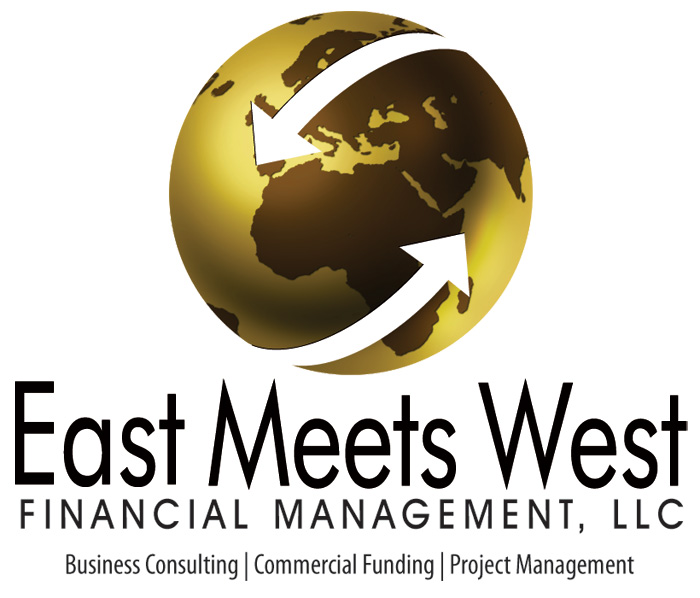 East Meets West
FINANCIAL MANAGEMENT, LLC
Business Consulting | Commercial Funding | Project Management